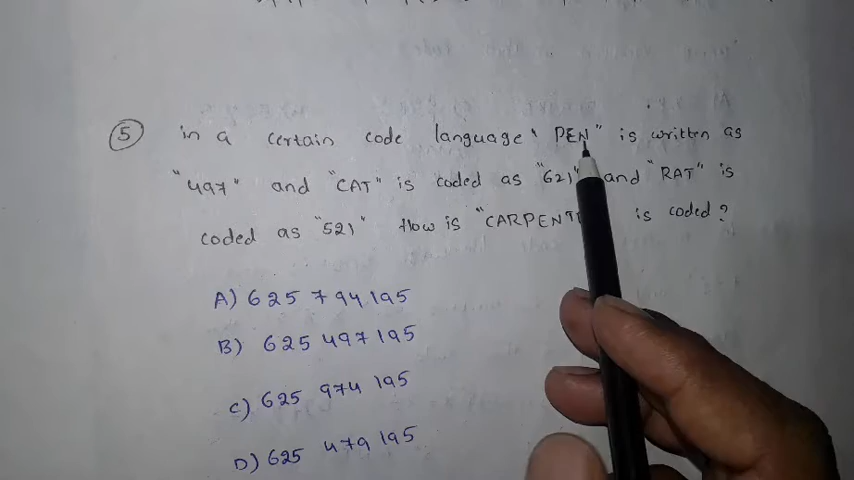 5 in a certain code language " PEN" is written as
"497" and "CAT" is coded as "621" and "RAT" is
coded as "521" How is "CARPENT is coded?
A) 625 794 195
B) 625 497 195
C) 625 974 195
D) 625 479 195